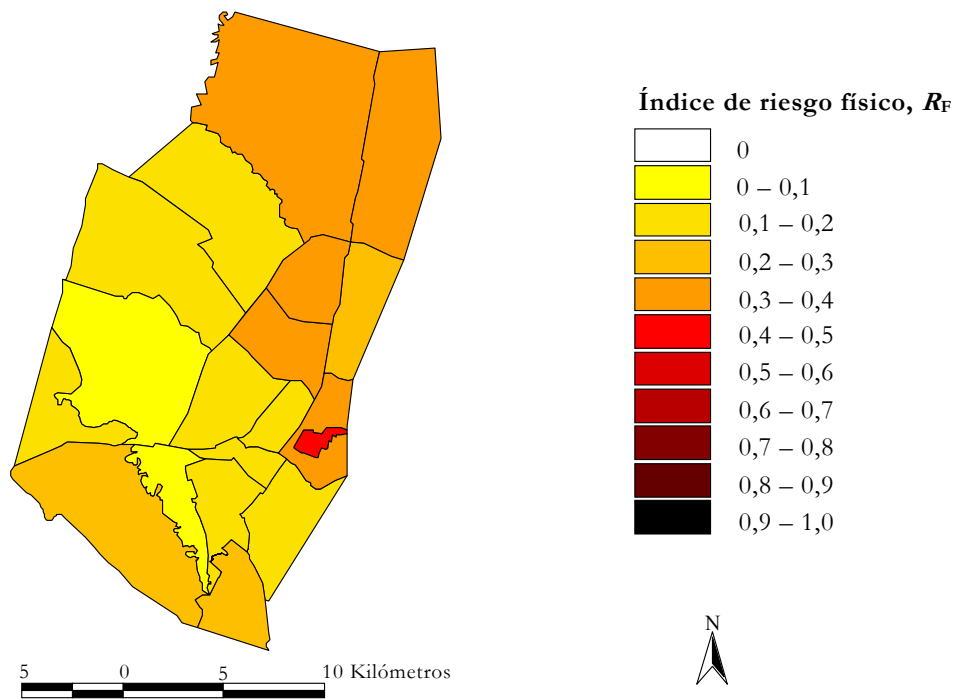 Índice de riesgo físico, RF
0
0 – 0,1
0,1 – 0,2
0,2 – 0,3
0,3 – 0,4
0,4 – 0,5
0,5 – 0,6
0,6 – 0,7
0,7 – 0,8
0,8 – 0,9
0,9 – 1,0
N
5 0 5 10 Kilómetros